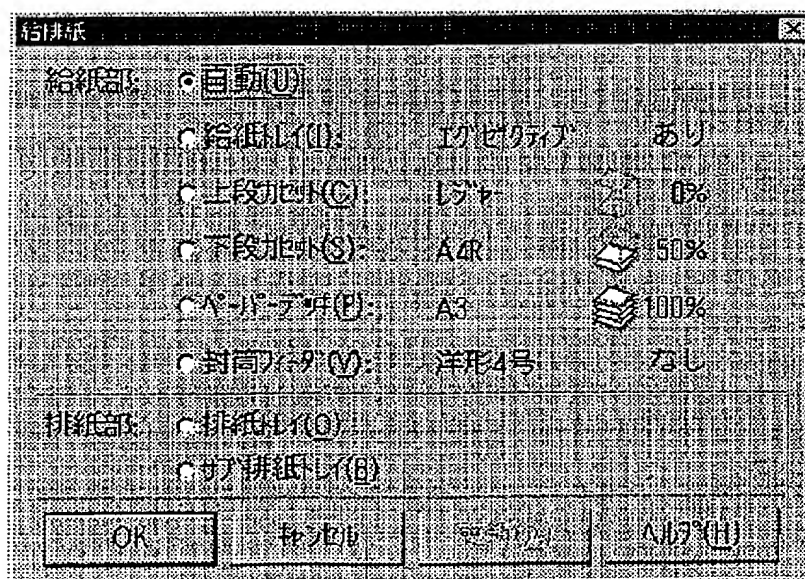 給排紙
給紙部: 自動(U)
給紙トレイ(I): エグゼクティブ あり
上段カセット(C): レジャー 0%
下段カセット(S): A4R 50%
ペーパーデッキ(P): A3 100%
封筒フィーダ(V): 洋形4号 なし
排紙部: 排紙トレイ(O)
サブ排紙トレイ(B)
OK キャンセル ヘルプ(H)